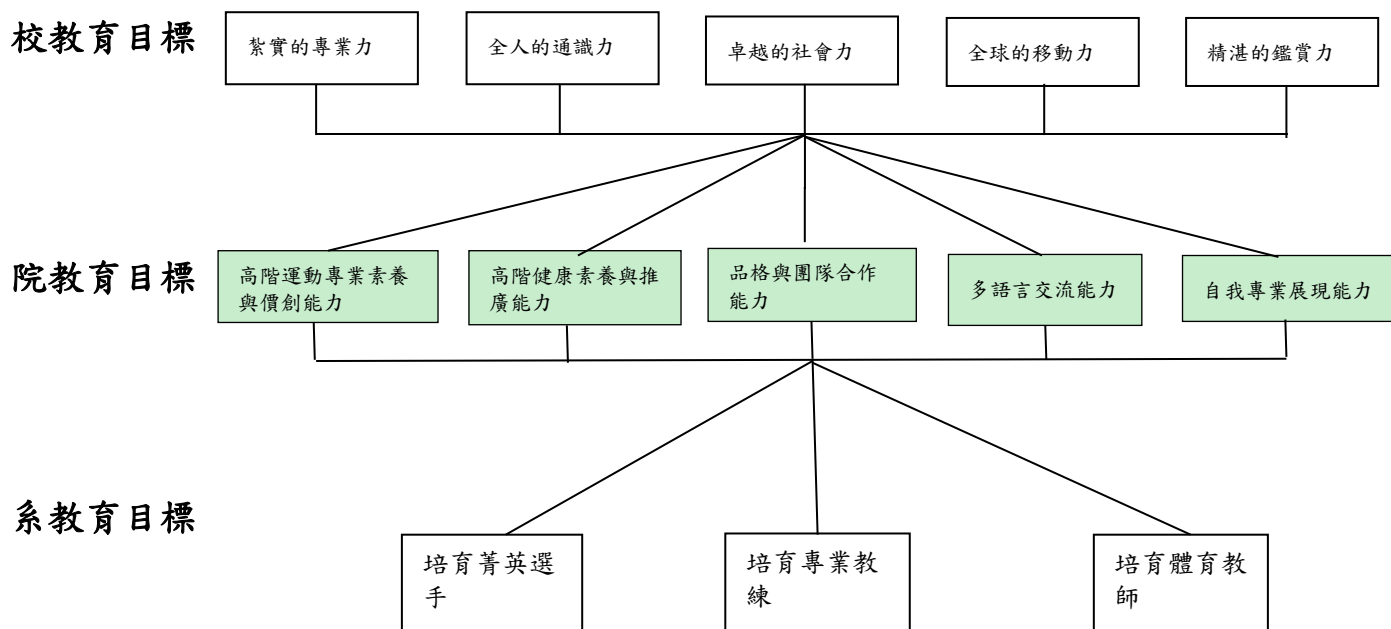 校教育目標
紮實的專業力
全人的通識力
卓越的社會力
全球的移動力
精湛的鑑賞力
院教育目標
高階運動專業素養
與價創能力
高階健康素養與推
廣能力
品格與團隊合作
能力
多語言交流能力
自我專業展現能力
系教育目標
培育菁英選
手
培育專業教
練
培育體育教
師